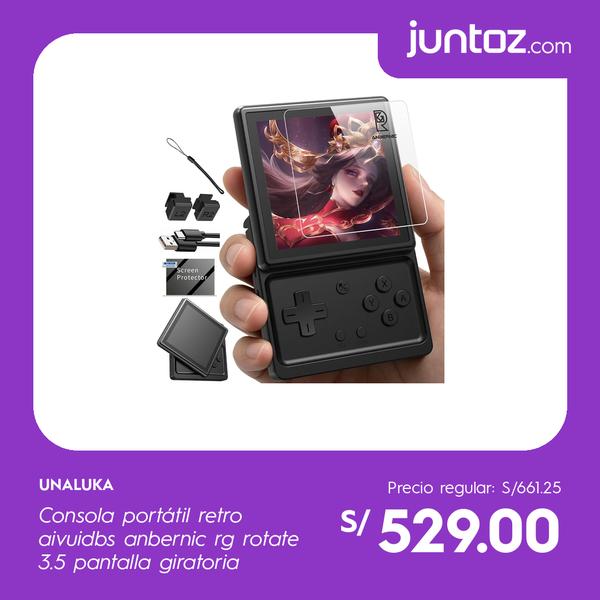 juntoz.com
ANBERNIC
Screen
Protector
X
Y
A
B
UNALUKA
Consola portátil retro
aivuidbs anbernic rg rotate
3.5 pantalla giratoria
Precio regular: S/661.25
S/ 529.00